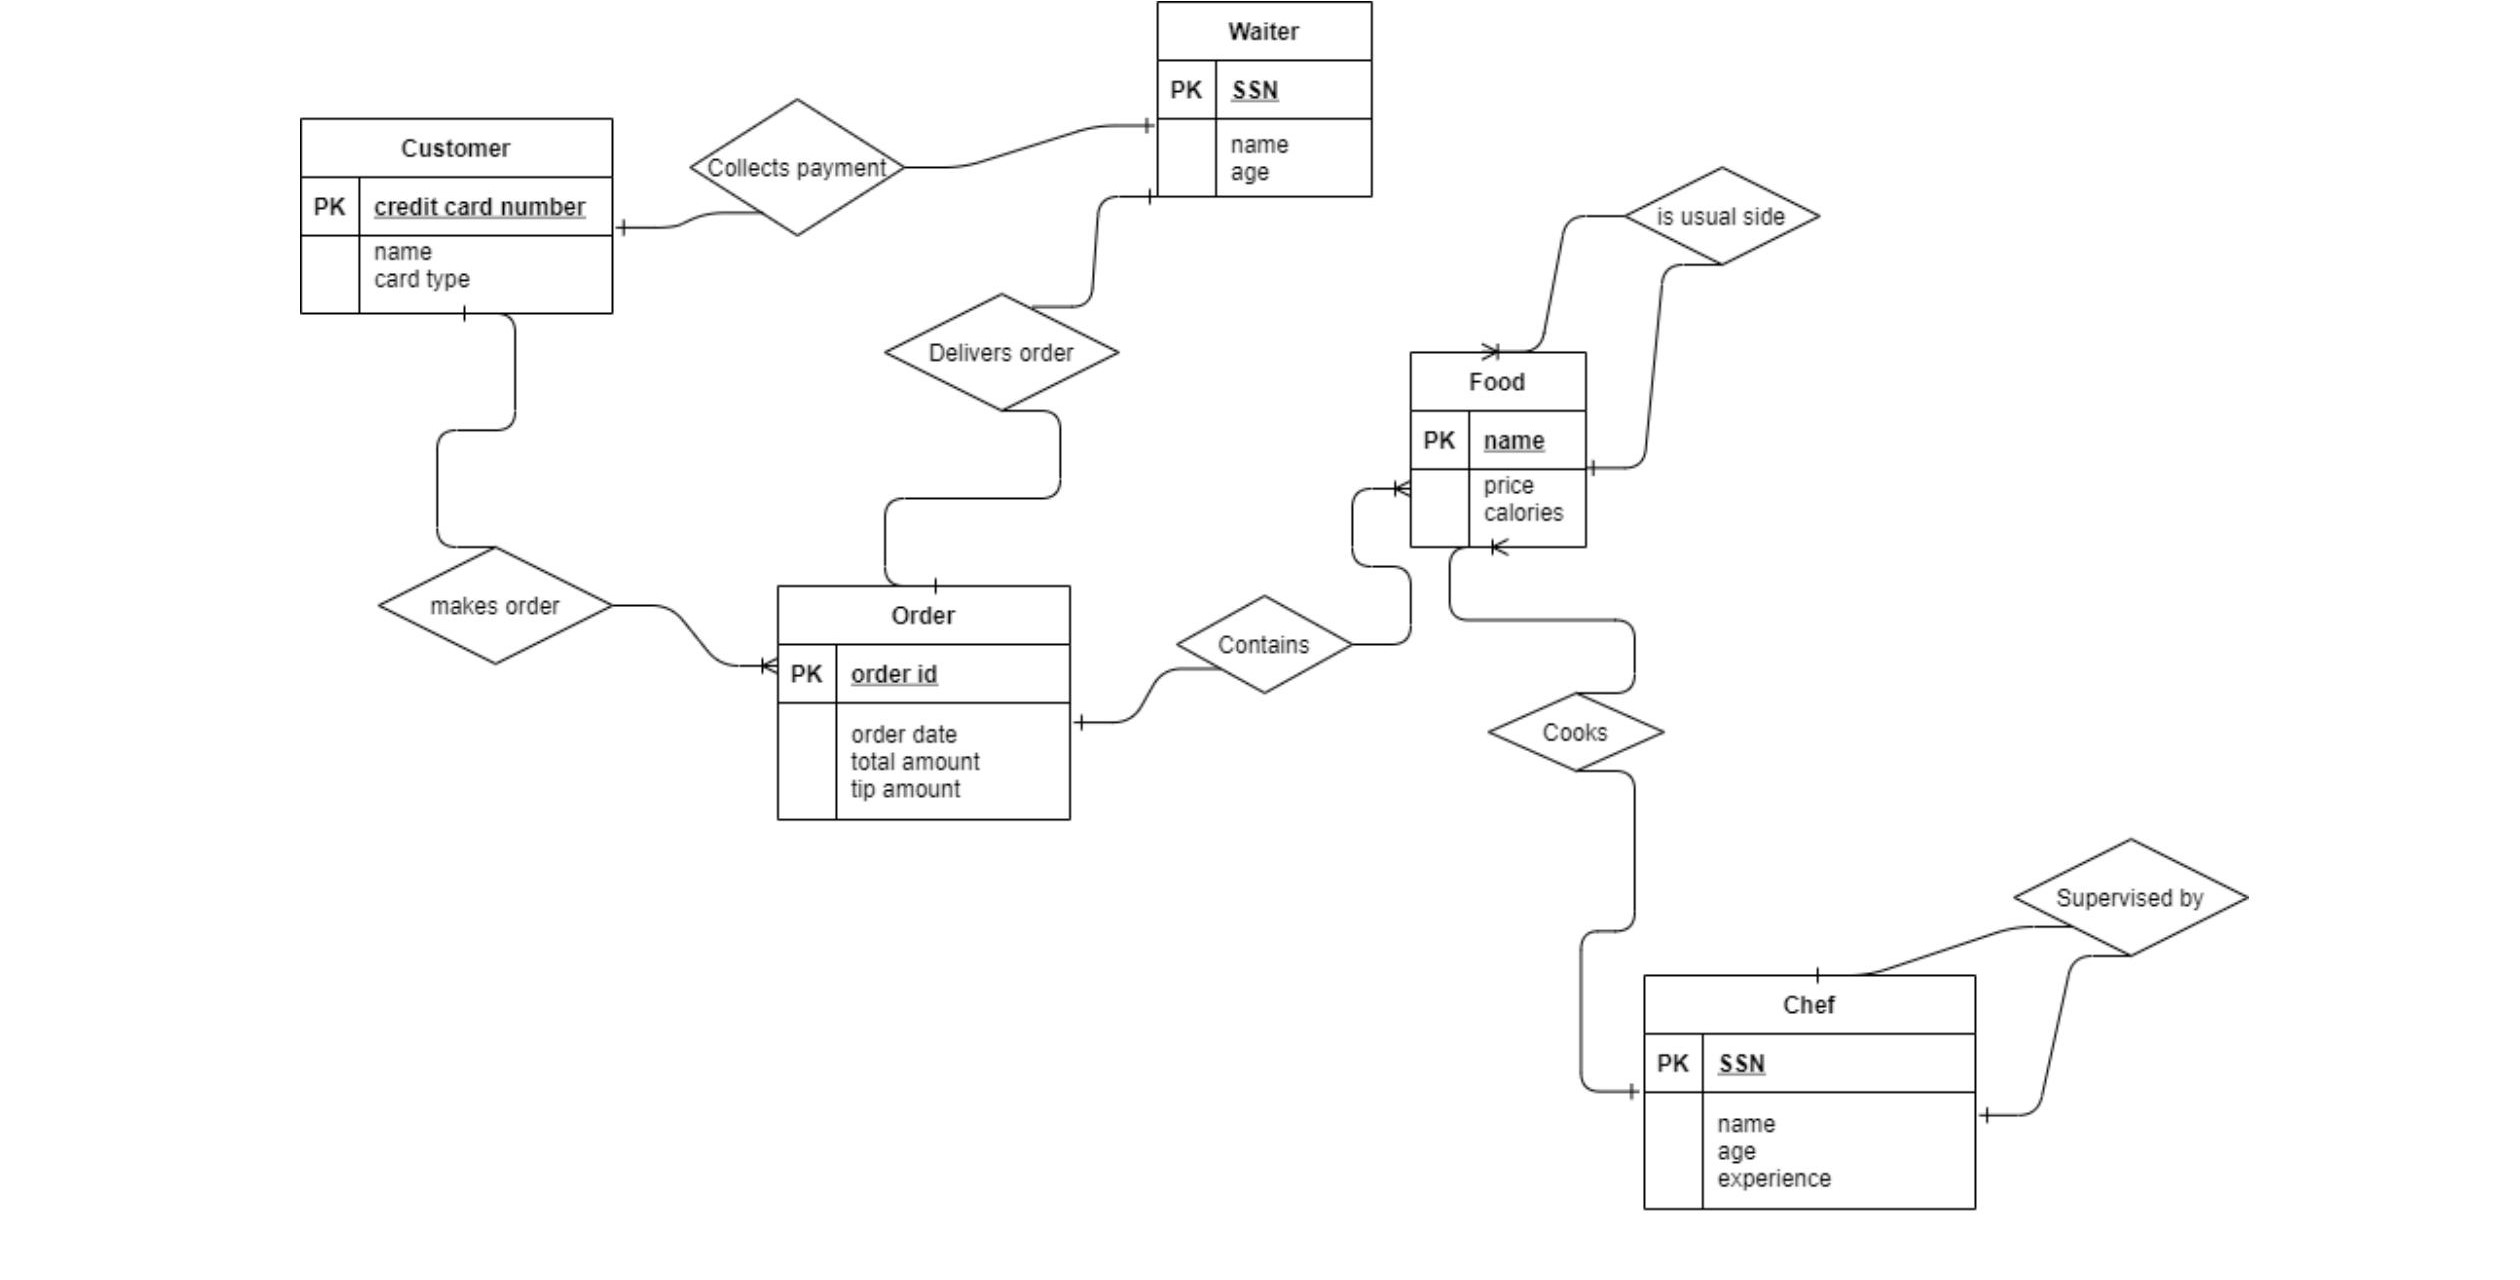 Waiter
PK SSN
name
age
Customer
PK credit card number
name
card type
Collects payment
is usual side
Delivers order
Food
PK name
price
calories
makes order
Order
PK order id
order date
total amount
tip amount
Contains
Cooks
Supervised by
Chef
PK SSN
name
age
experience